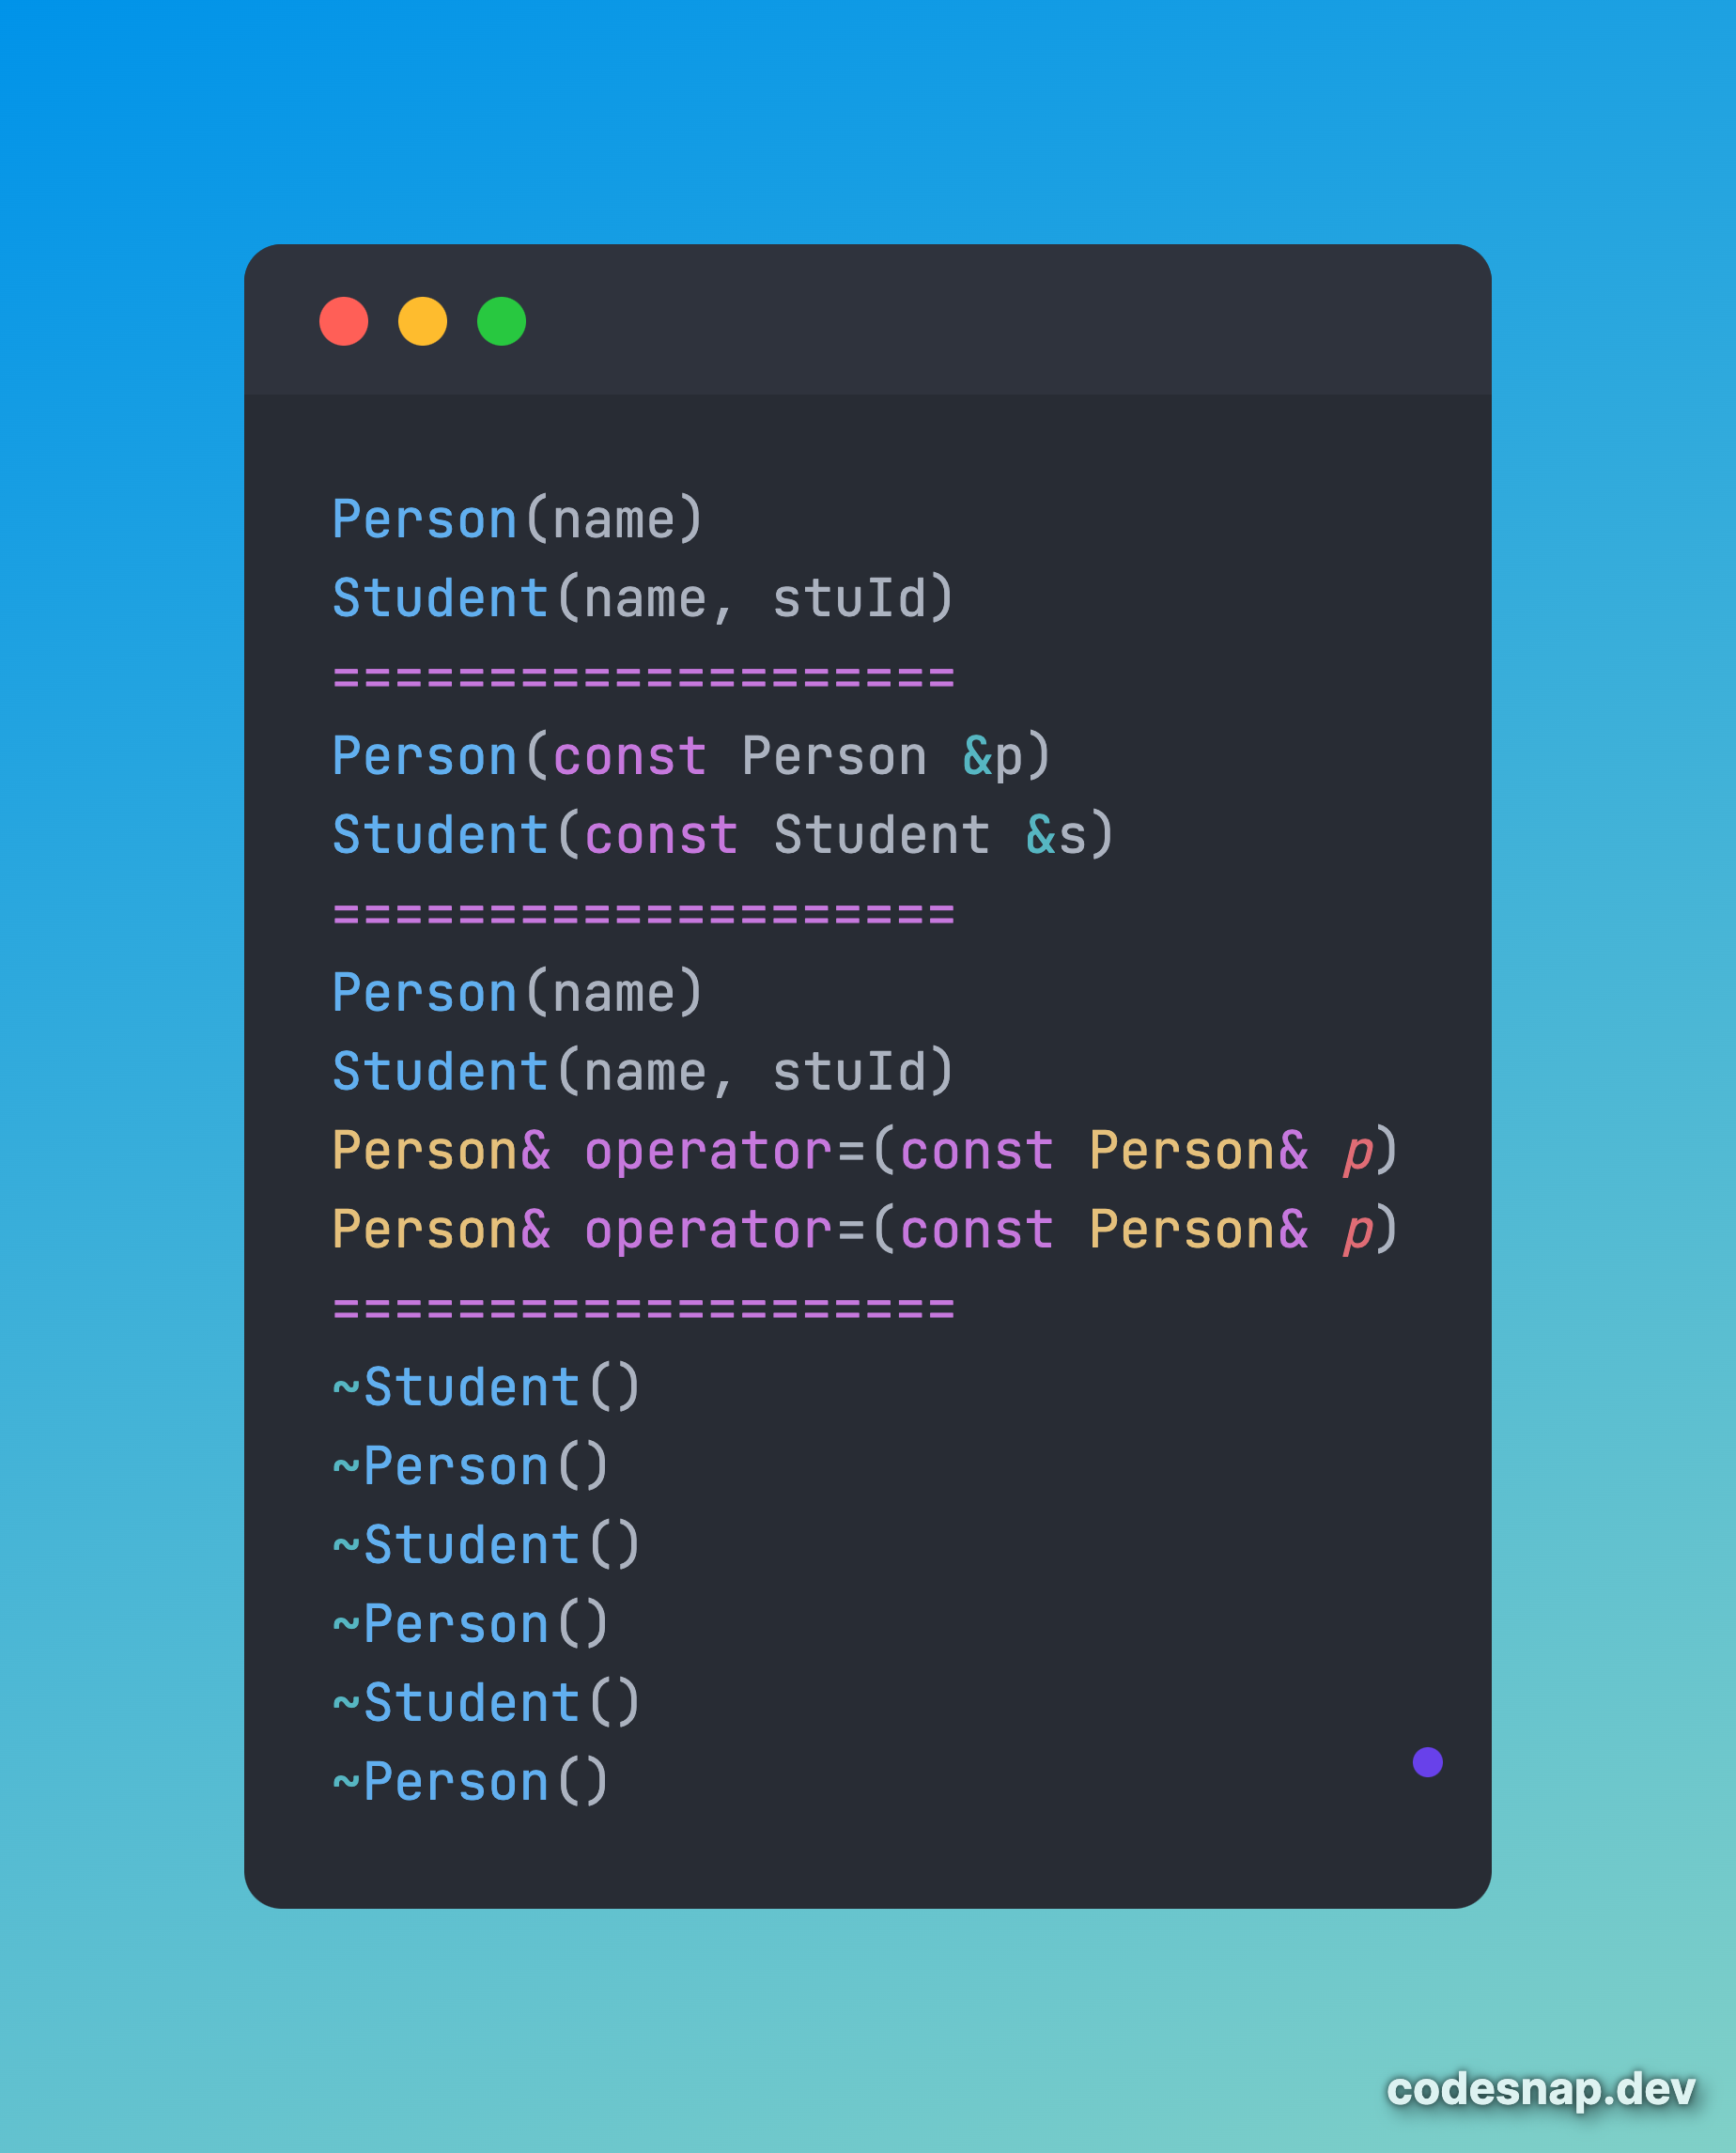 Person(name)
Student(name, stuId)
====================
Person(const Person &p)
Student(const Student &s)
====================
Person(name)
Student(name, stuId)
Person& operator=(const Person& p)
Person& operator=(const Person& p)
====================
~Student()
~Person()
~Student()
~Person()
~Student()
~Person()
codesnap.dev